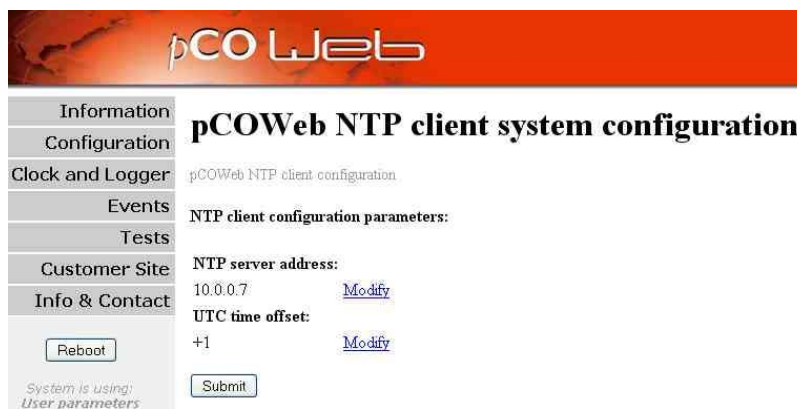 pCO Web
Information
Configuration
Clock and Logger
Events
Tests
Customer Site
Info & Contact
Reboot
System is using:
User parameters
pCOWeb NTP client system configuration
pCOWeb NTP client configuration
NTP client configuration parameters:
NTP server address:
10.0.0.7 Modify
UTC time offset:
+1 Modify
Submit